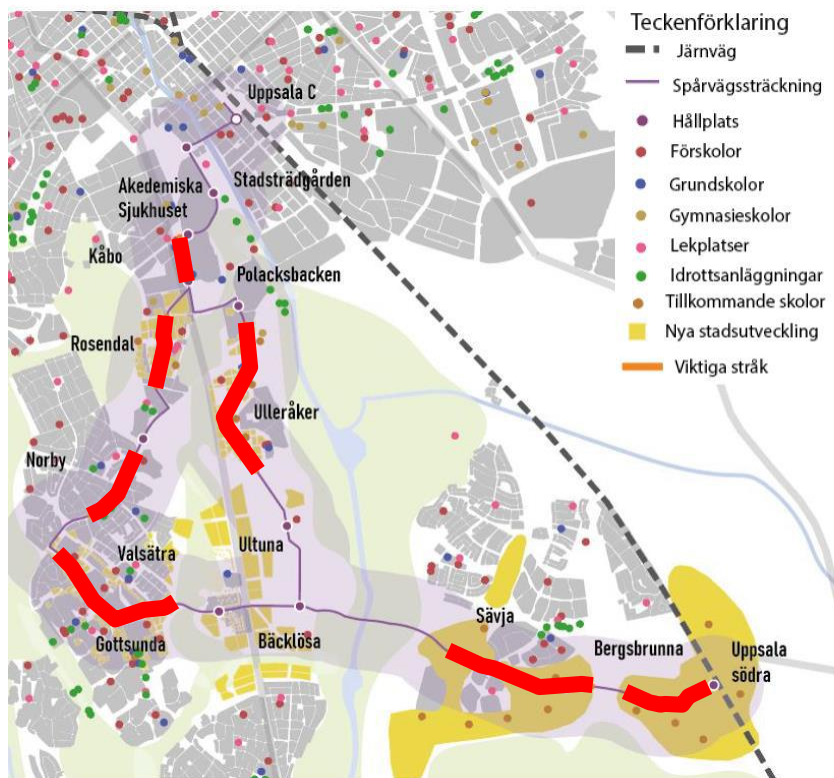 Teckenförklaring
Järnväg
Spårvägssträckning
Hållplats
Förskolor
Grundskolor
Gymnasieskolor
Lekplatser
Idrottsanläggningar
Tillkommande skolor
Nya stadsutveckling
Viktiga stråk
Uppsala C
Akedemiska
Sjukhuset
Stadsträdgården
Kåbo
Polacksbacken
Rosendal
Ulleråker
Norby
Valsätra
Ultuna
Gottsunda
Bäcklösa
Sävja
Bergsbrunna
Uppsala
södra